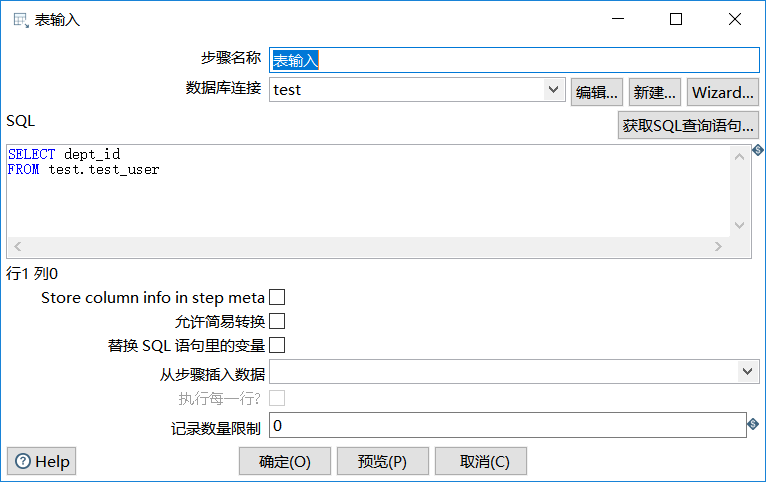 表输入
步骤名称 表输入
数据库连接 test 编辑... 新建... Wizard...
SQL 获取SQL查询语句...
SELECT dept_id
FROM test.test_user
行1 列0
Store column info in step meta
允许简易转换
替换 SQL 语句里的变量
从步骤插入数据
执行每一行?
记录数量限制 0
Help 确定(O) 预览(P) 取消(C)